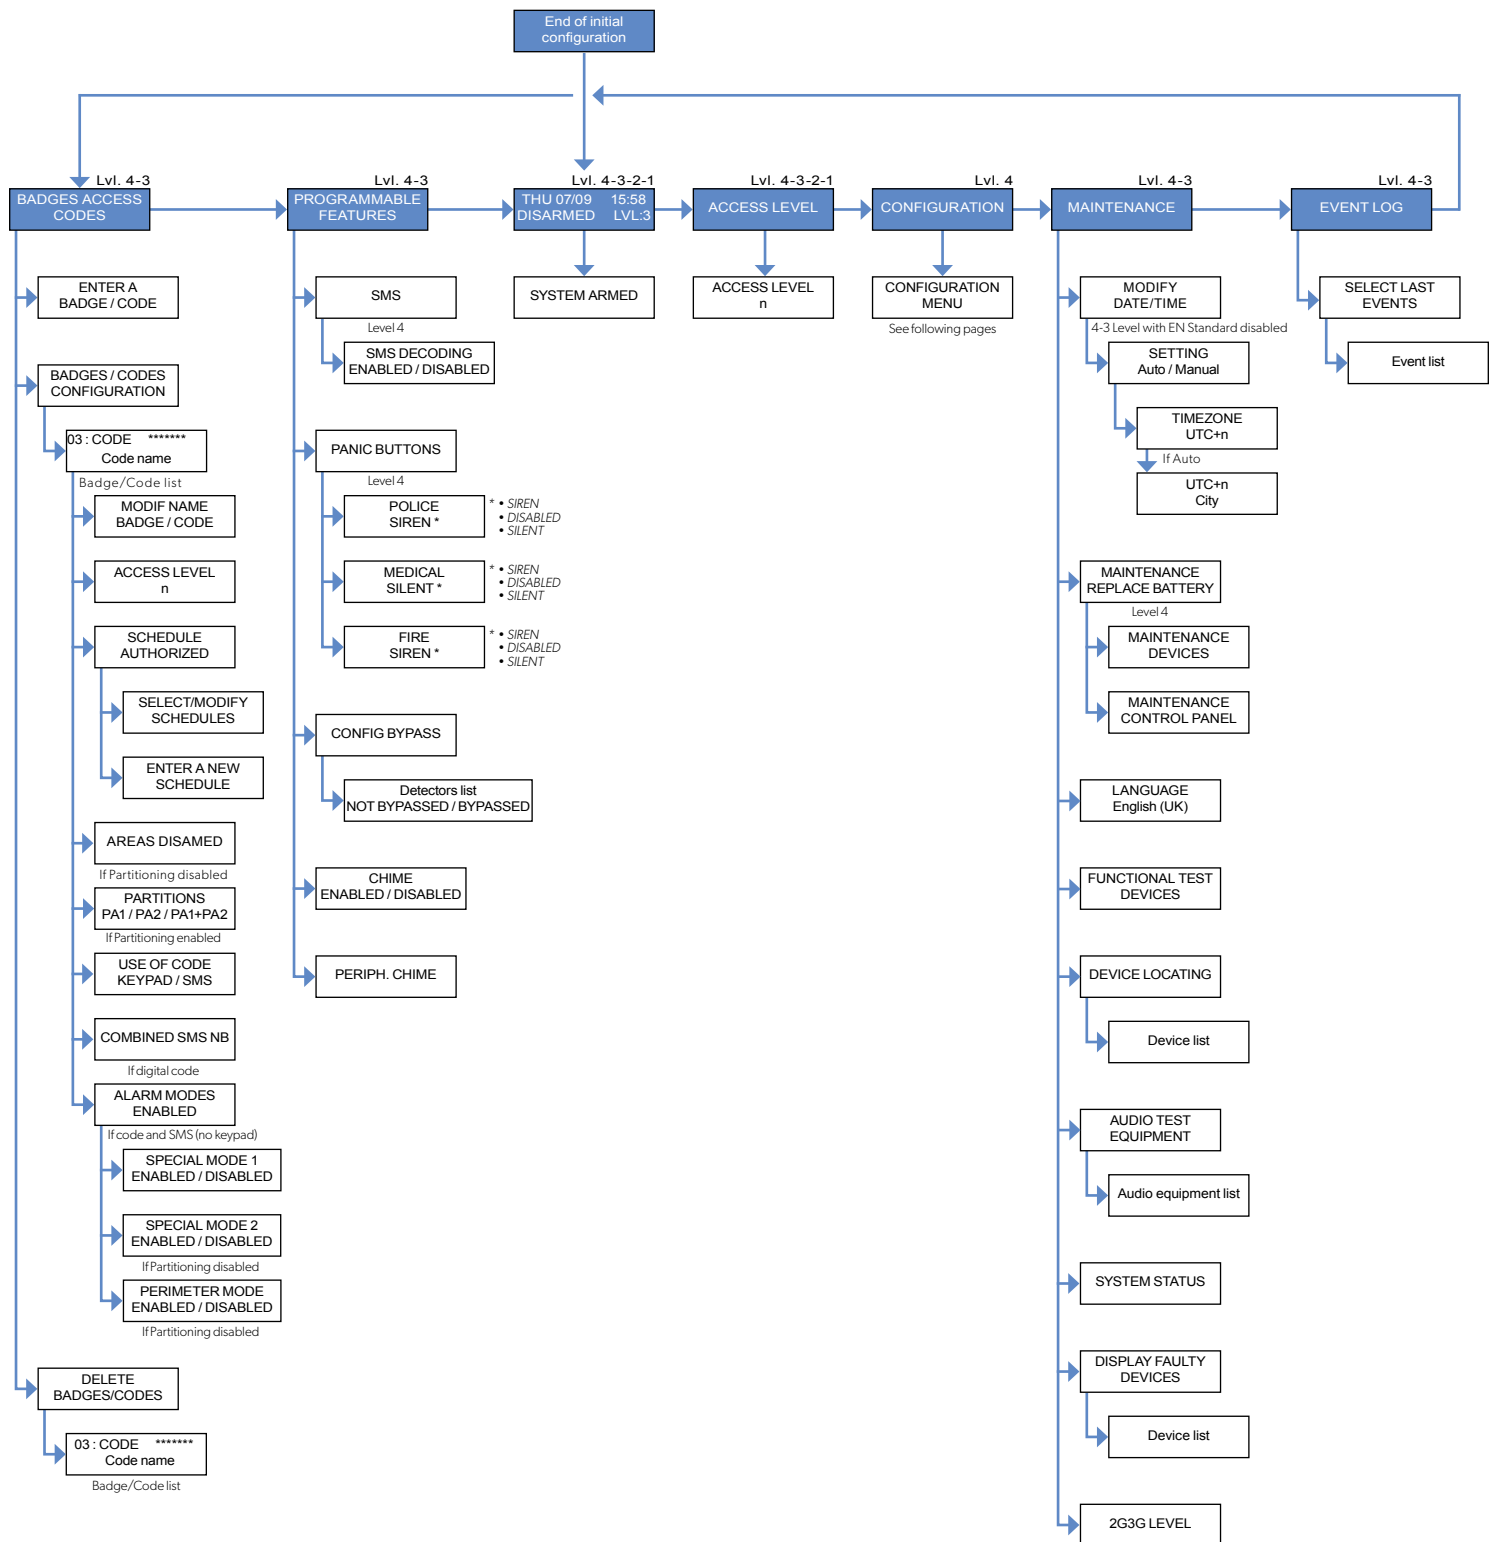 End of initial
configuration
Lvl. 4-3
BADGES ACCESS
CODES
ENTER A
BADGE / CODE
BADGES / CODES
CONFIGURATION
03 : CODE *******
Code name
Badge/Code list
MODIF NAME
BADGE / CODE
ACCESS LEVEL
n
SCHEDULE
AUTHORIZED
SELECT/MODIFY
SCHEDULES
ENTER A NEW
SCHEDULE
AREAS DISAMED
If Partitioning disabled
PARTITIONS
PA1 / PA2 / PA1+PA2
If Partitioning enabled
USE OF CODE
KEYPAD / SMS
COMBINED SMS NB
If digital code
ALARM MODES
ENABLED
If code and SMS (no keypad)
SPECIAL MODE 1
ENABLED / DISABLED
SPECIAL MODE 2
ENABLED / DISABLED
If Partitioning disabled
PERIMETER MODE
ENABLED / DISABLED
If Partitioning disabled
DELETE
BADGES/CODES
03 : CODE *******
Code name
Badge/Code list
Lvl. 4-3
PROGRAMMABLE
FEATURES
SMS
Level 4
SMS DECODING
ENABLED / DISABLED
PANIC BUTTONS
Level 4
POLICE
SIREN *
* • SIREN
• DISABLED
• SILENT
MEDICAL
SILENT *
* • SIREN
• DISABLED
• SILENT
FIRE
SIREN *
* • SIREN
• DISABLED
• SILENT
CONFIG BYPASS
Detectors list
NOT BYPASSED / BYPASSED
CHIME
ENABLED / DISABLED
PERIPH. CHIME
Lvl. 4-3-2-1
THU 07/09 15:58
DISARMED LVL:3
SYSTEM ARMED
Lvl. 4-3-2-1
ACCESS LEVEL
ACCESS LEVEL
n
Lvl. 4
CONFIGURATION
CONFIGURATION
MENU
See following pages
Lvl. 4-3
MAINTENANCE
MODIFY
DATE/TIME
4-3 Level with EN Standard disabled
SETTING
Auto / Manual
TIMEZONE
UTC+n
If Auto
UTC+n
City
MAINTENANCE
REPLACE BATTERY
Level 4
MAINTENANCE
DEVICES
MAINTENANCE
CONTROL PANEL
LANGUAGE
English (UK)
FUNCTIONAL TEST
DEVICES
DEVICE LOCATING
Device list
AUDIO TEST
EQUIPMENT
Audio equipment list
SYSTEM STATUS
DISPLAY FAULTY
DEVICES
Device list
2G3G LEVEL
Lvl. 4-3
EVENT LOG
SELECT LAST
EVENTS
Event list